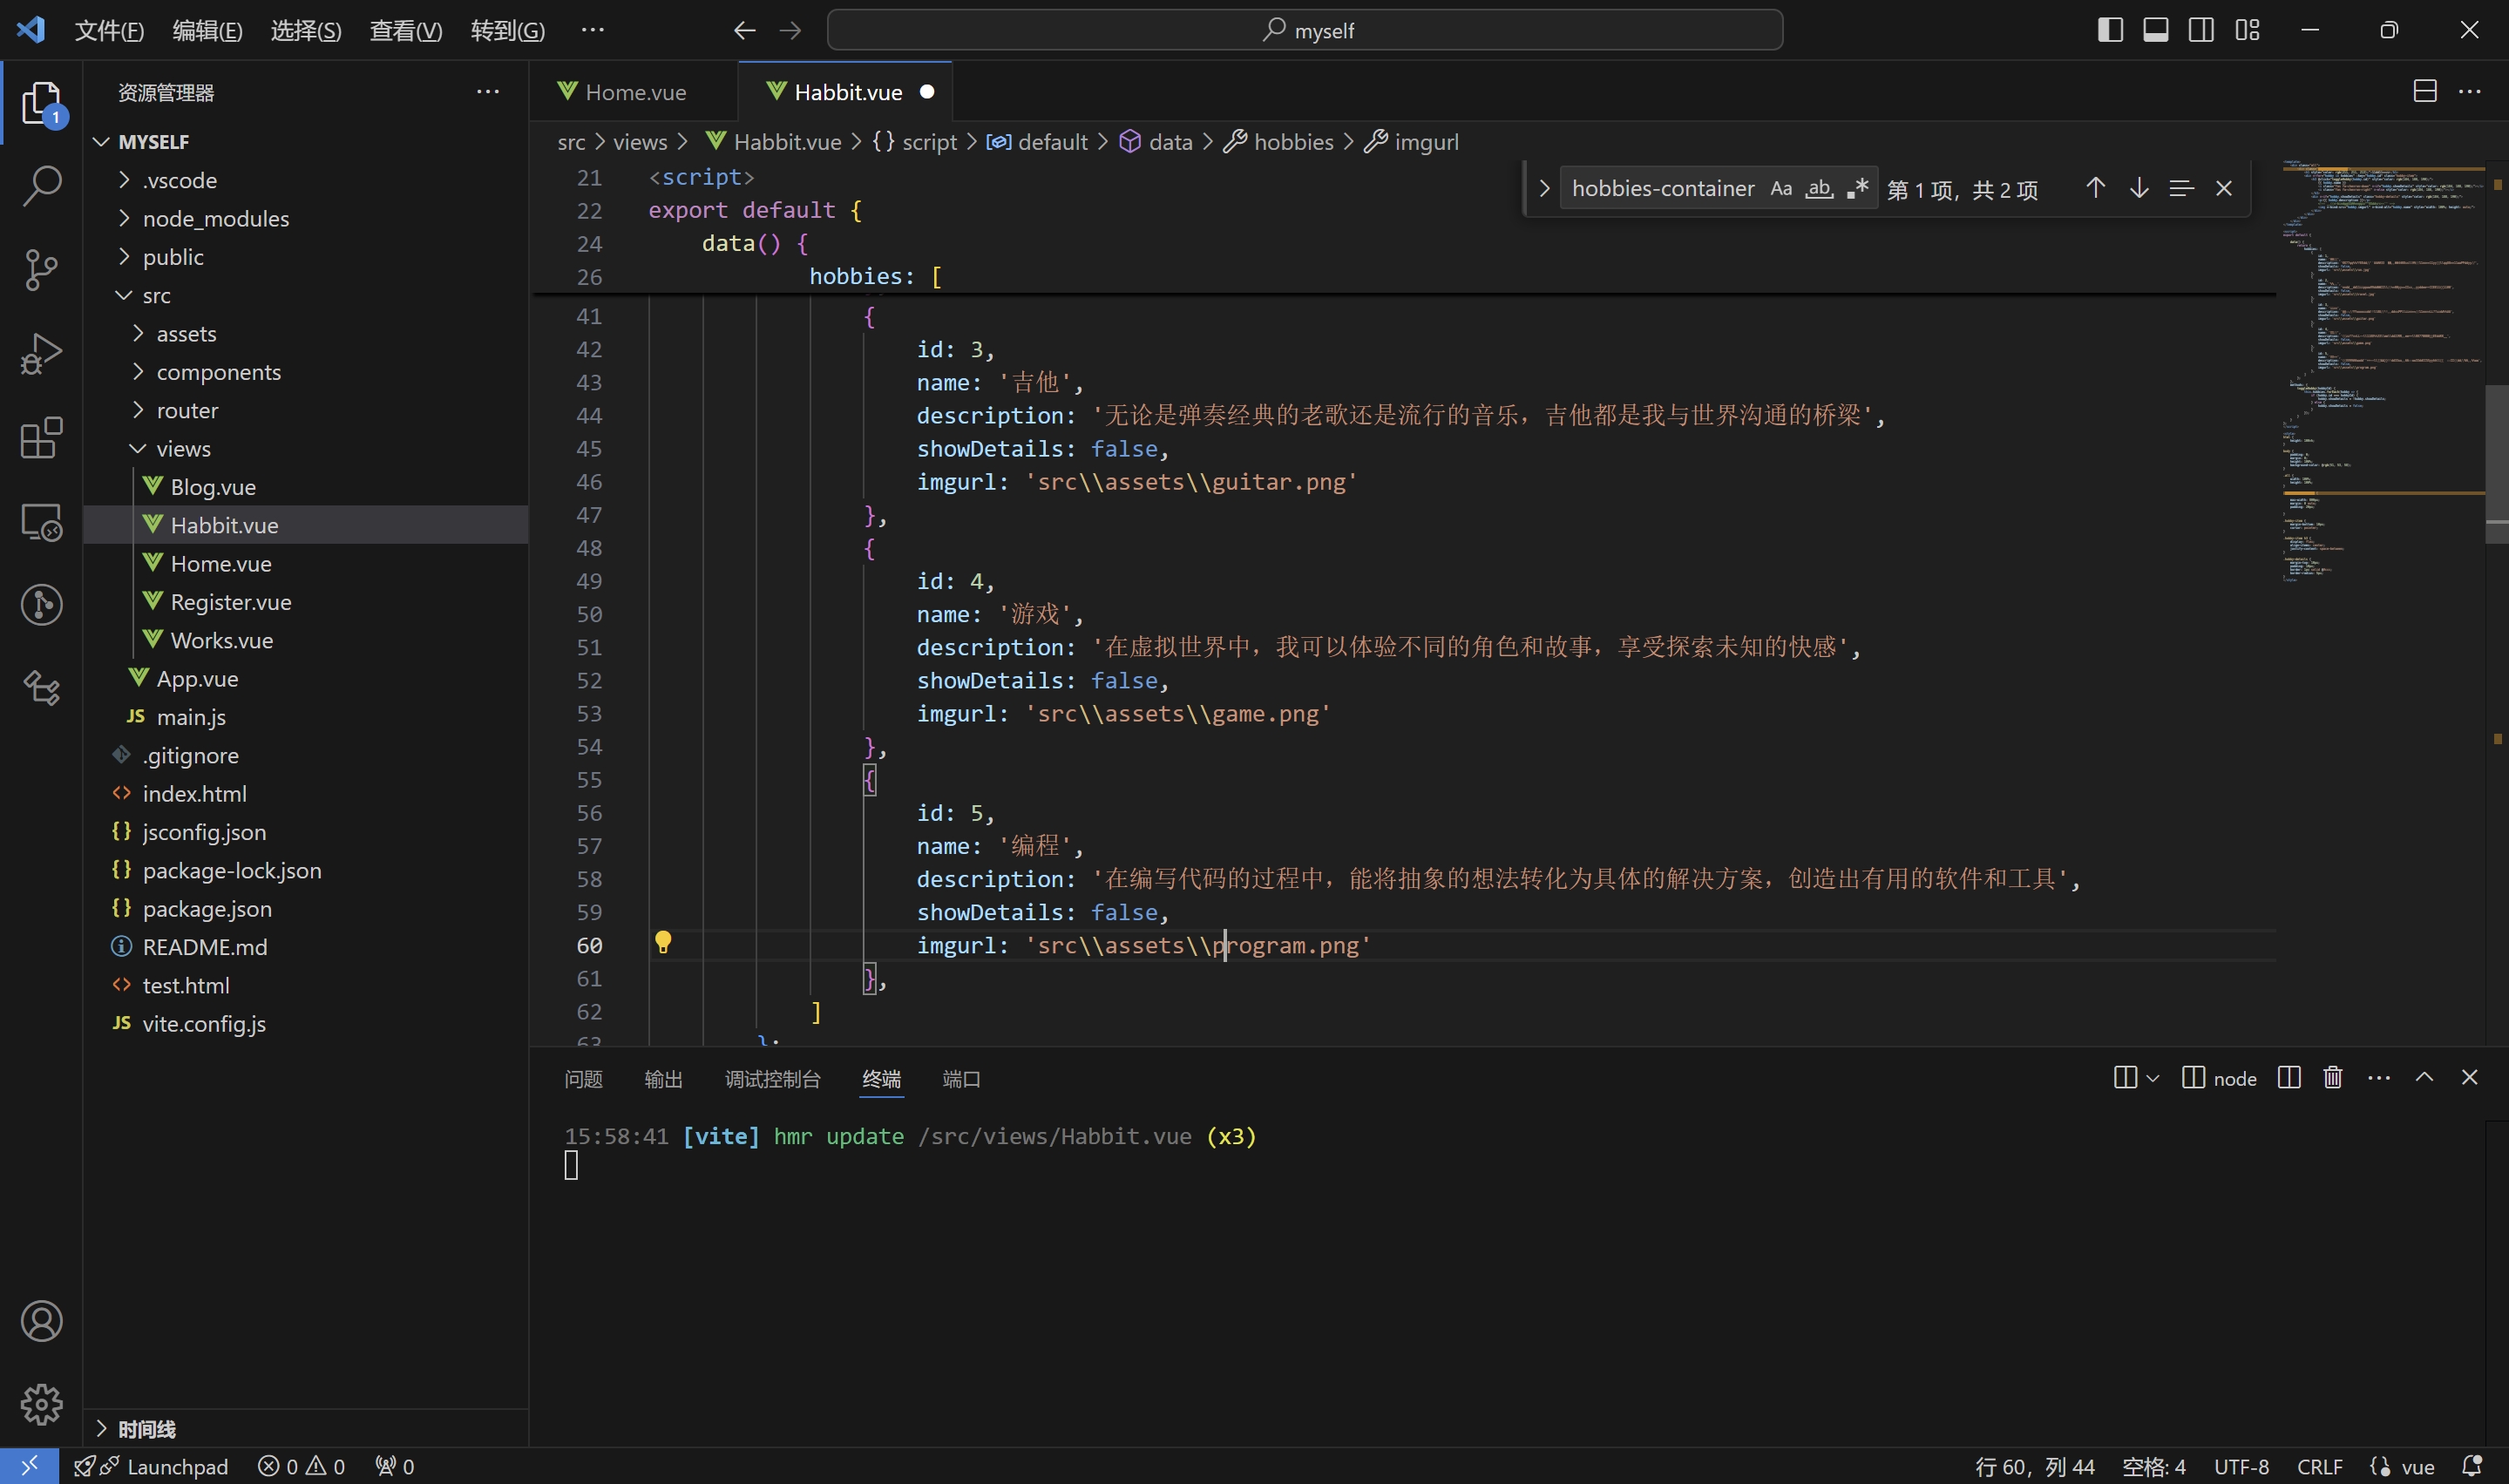 文件(F) 编辑(E) 选择(S) 查看(V) 转到(G) ··· myself
资源管理器 ···
1
MYSELF
.vscode
node_modules
public
src
assets
components
router
views
Blog.vue
Habbit.vue
Home.vue
Register.vue
Works.vue
App.vue
JS main.js
.gitignore
<> index.html
{} jsconfig.json
{} package-lock.json
{} package.json
README.md
<> test.html
JS vite.config.js
时间线
Home.vue Habbit.vue
src > views > Habbit.vue > {} script > default > data > hobbies > imgurl
hobbies-container Aa ab .* 第 1 项，共 2 项
21 <script>
22 export default {
24 data() {
26 hobbies: [
41 {
42 id: 3,
43 name: '吉他',
44 description: '无论是弹奏经典的老歌还是流行的音乐，吉他都是我与世界沟通的桥梁',
45 showDetails: false,
46 imgurl: 'src\\assets\\guitar.png'
47 },
48 {
49 id: 4,
50 name: '游戏',
51 description: '在虚拟世界中，我可以体验不同的角色和故事，享受探索未知的快感',
52 showDetails: false,
53 imgurl: 'src\\assets\\game.png'
54 },
55 {
56 id: 5,
57 name: '编程',
58 description: '在编写代码的过程中，能将抽象的想法转化为具体的解决方案，创造出有用的软件和工具',
59 showDetails: false,
60 imgurl: 'src\\assets\\program.png'
61 },
62 ]
63 };
问题 输出 调试控制台 终端 端口 node
15:58:41 [vite] hmr update /src/views/Habbit.vue (x3)
Launchpad 0 0 0 行 60，列 44 空格: 4 UTF-8 CRLF {} vue